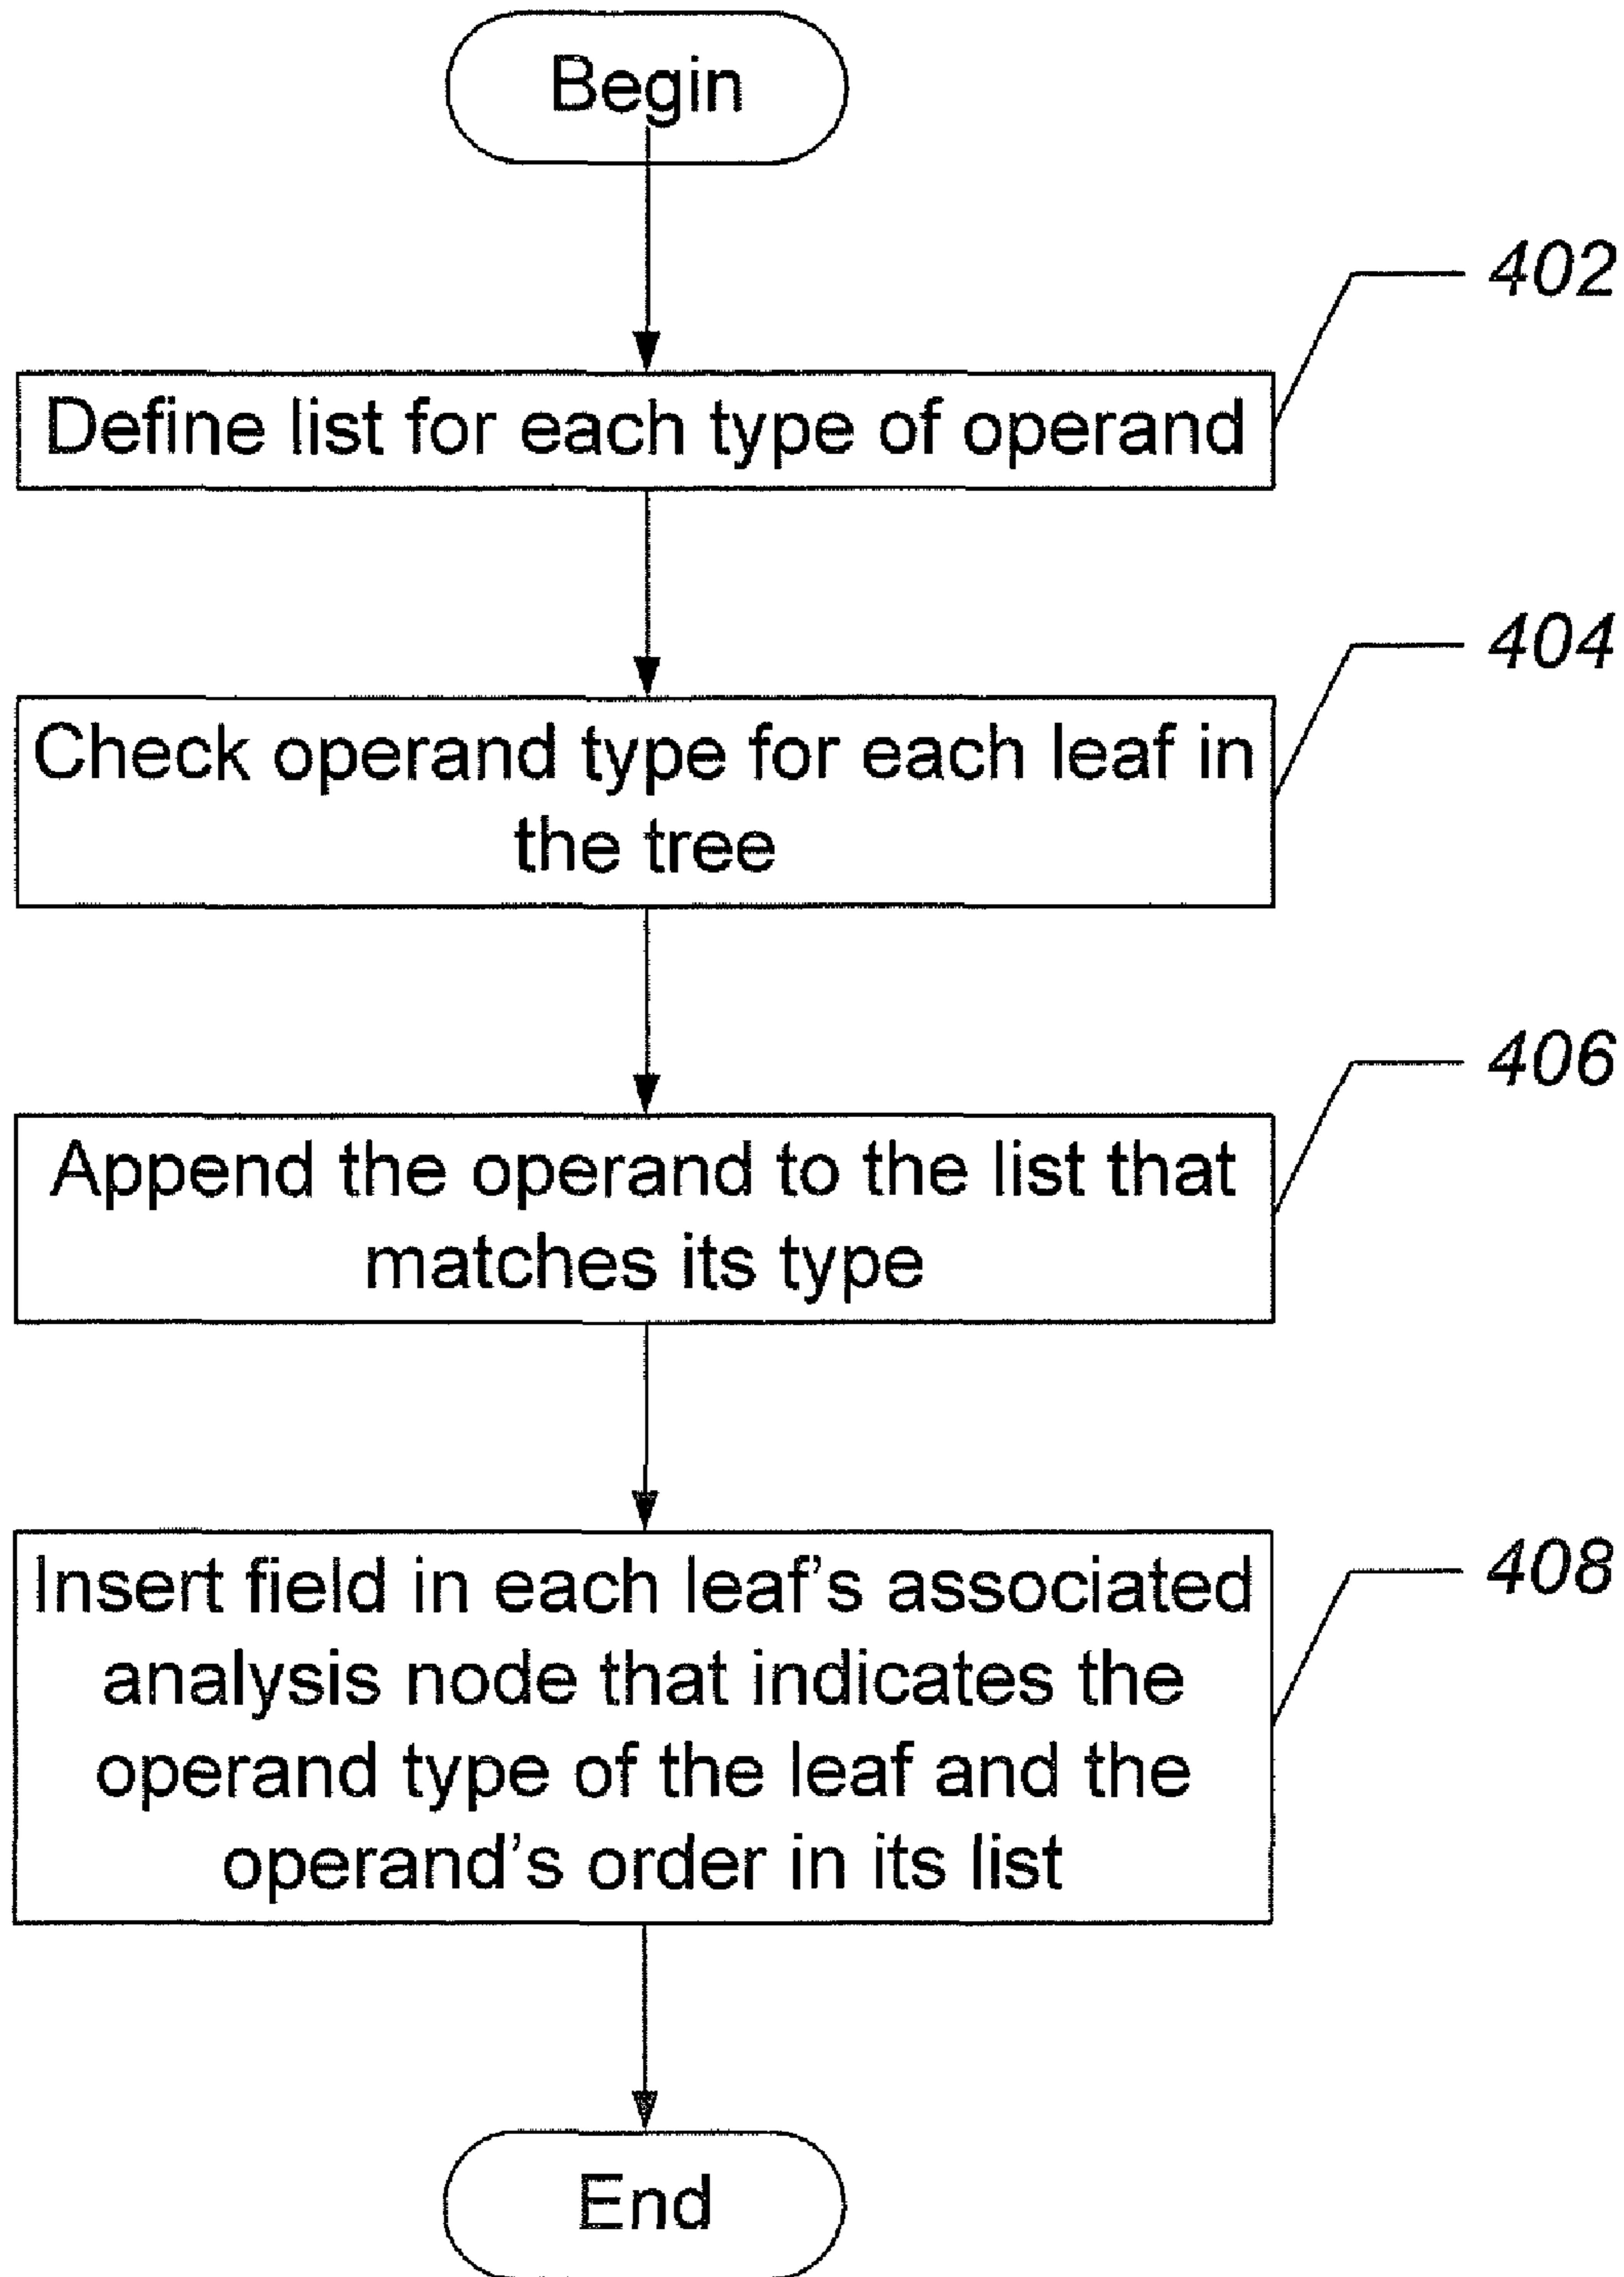 Begin
402
Define list for each type of operand
404
Check operand type for each leaf in
the tree
406
Append the operand to the list that
matches its type
408
Insert field in each leaf's associated
analysis node that indicates the
operand type of the leaf and the
operand's order in its list
End